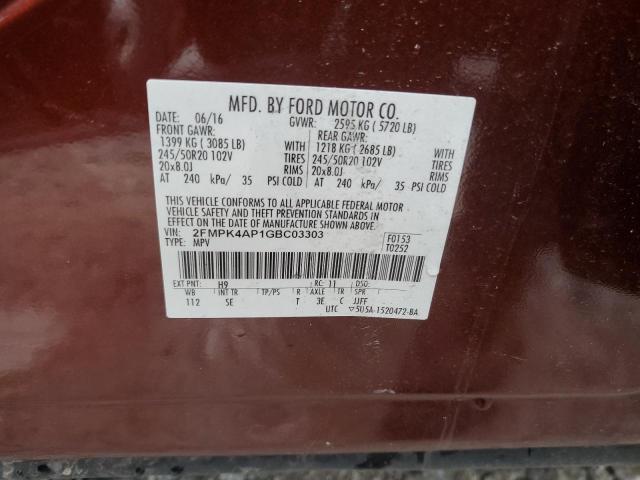 MFD. BY FORD MOTOR CO.
DATE: 06/16 GVWR: 2595 KG ( 5720 LB)
FRONT GAWR: REAR GAWR:
1399 KG ( 3085 LB) WITH 1218 KG ( 2685 LB) WITH
245/50R20 102V TIRES 245/50R20 102V TIRES
20x8.0J RIMS 20x8.0J RIMS
AT 240 kPa/ 35 PSI COLD AT 240 kPa/ 35 PSI COLD
THIS VEHICLE CONFORMS TO ALL APPLICABLE FEDERAL MOTOR
VEHICLE SAFETY AND THEFT PREVENTION STANDARDS IN
EFFECT ON THE DATE OF MANUFACTURE SHOWN ABOVE.
VIN: 2FMPK4AP1GBC03303 F0153
TYPE: MPV T0252
EXT PNT: H9 RC: 11 DSO:
WB INT TR TP/PS R AXLE TR SPR
112 SE T 3E C JJFF
UTC ▽5U5A-1520472-BA